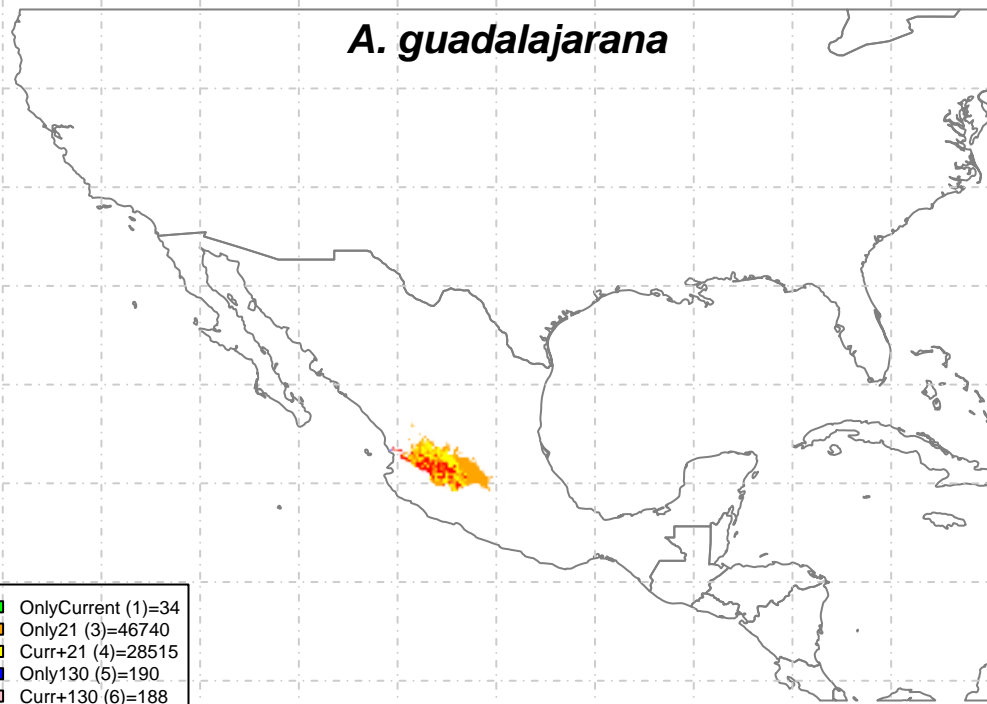 A. guadalajarana
OnlyCurrent (1)=34
Only21 (3)=46740
Curr+21 (4)=28515
Only130 (5)=190
Curr+130 (6)=188